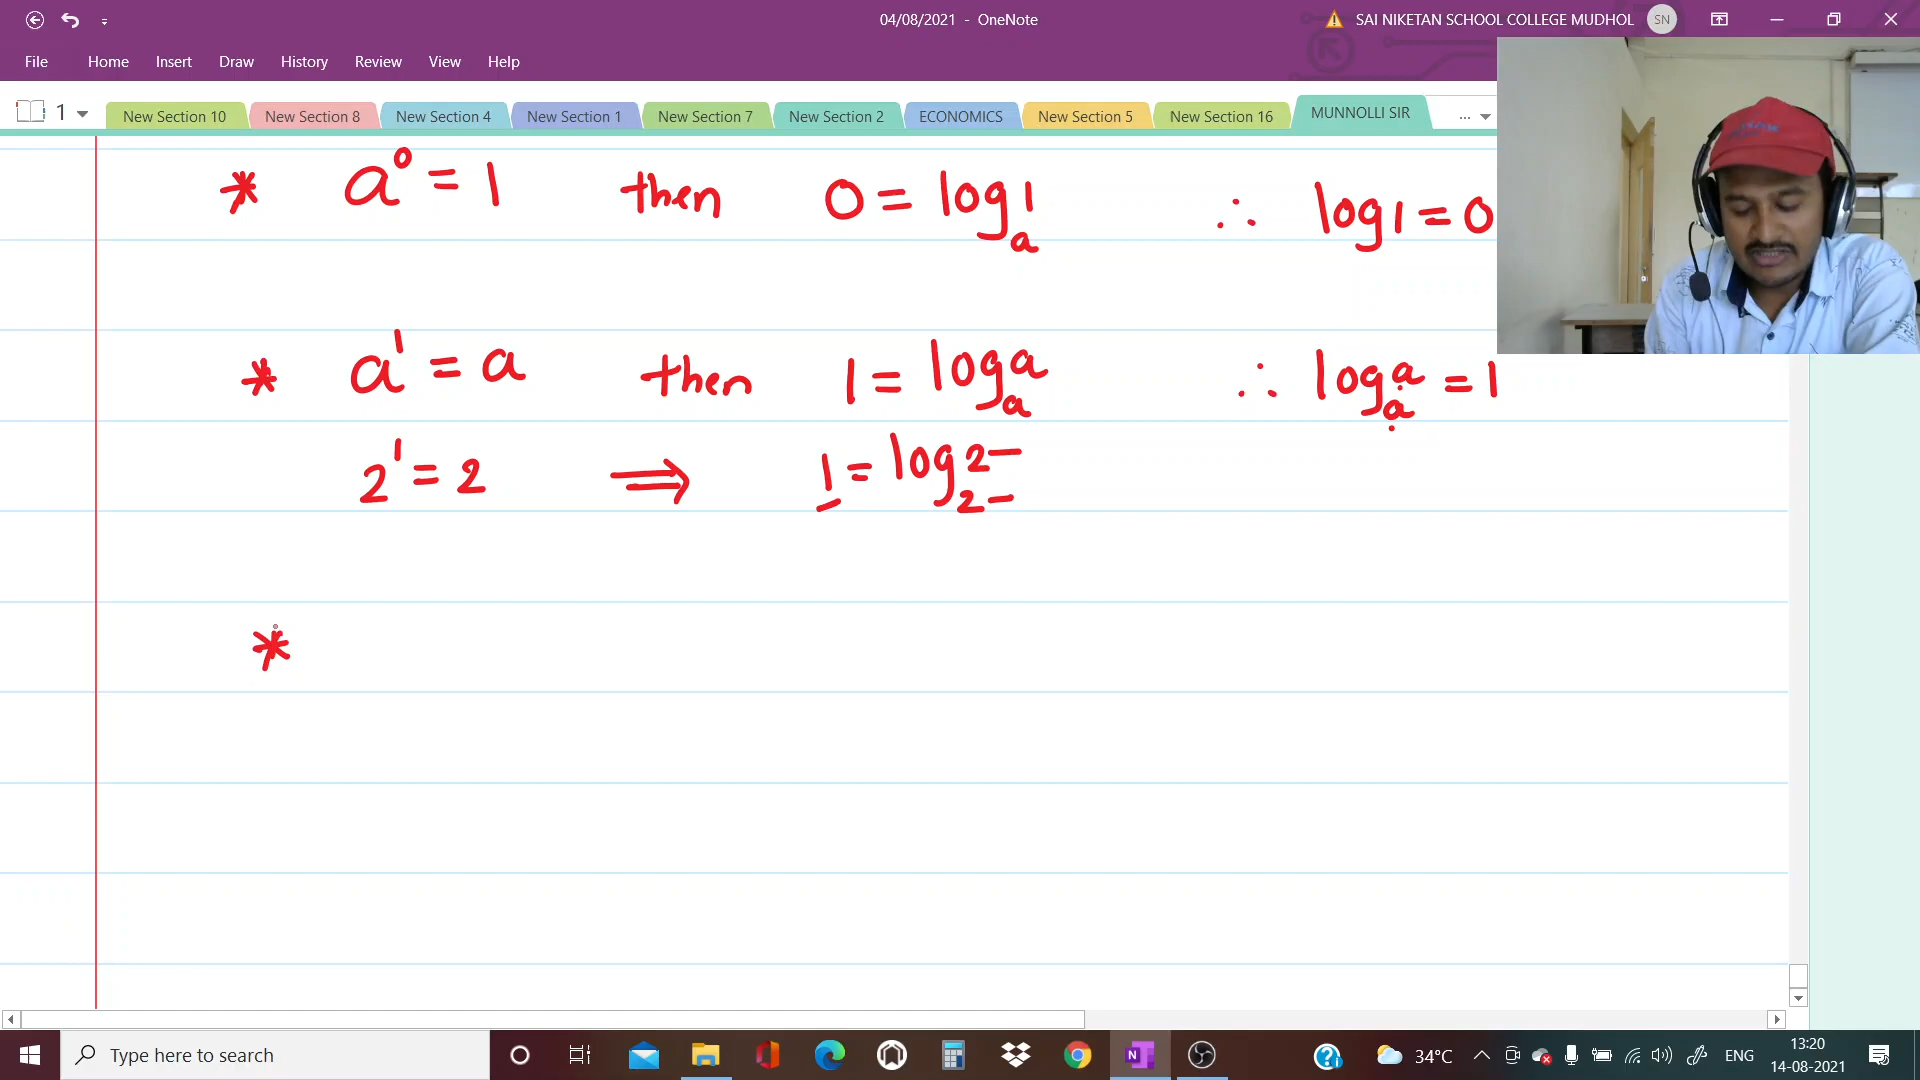 04/08/2021 - OneNote
SAI NIKETAN SCHOOL COLLEGE MUDHOL SN
File Home Insert Draw History Review View Help
1 New Section 10 New Section 8 New Section 4 New Section 1 New Section 7 New Section 2 ECONOMICS New Section 5 New Section 16 MUNNOLLI SIR ...
* a⁰ = 1 then 0 = logₐ1 ∴ log1 = 0
* a¹ = a then 1 = logₐa ∴ logₐa = 1
2¹ = 2 ⟹ 1 = log₂2
*
Type here to search 34°C ENG 13:20
14-08-2021